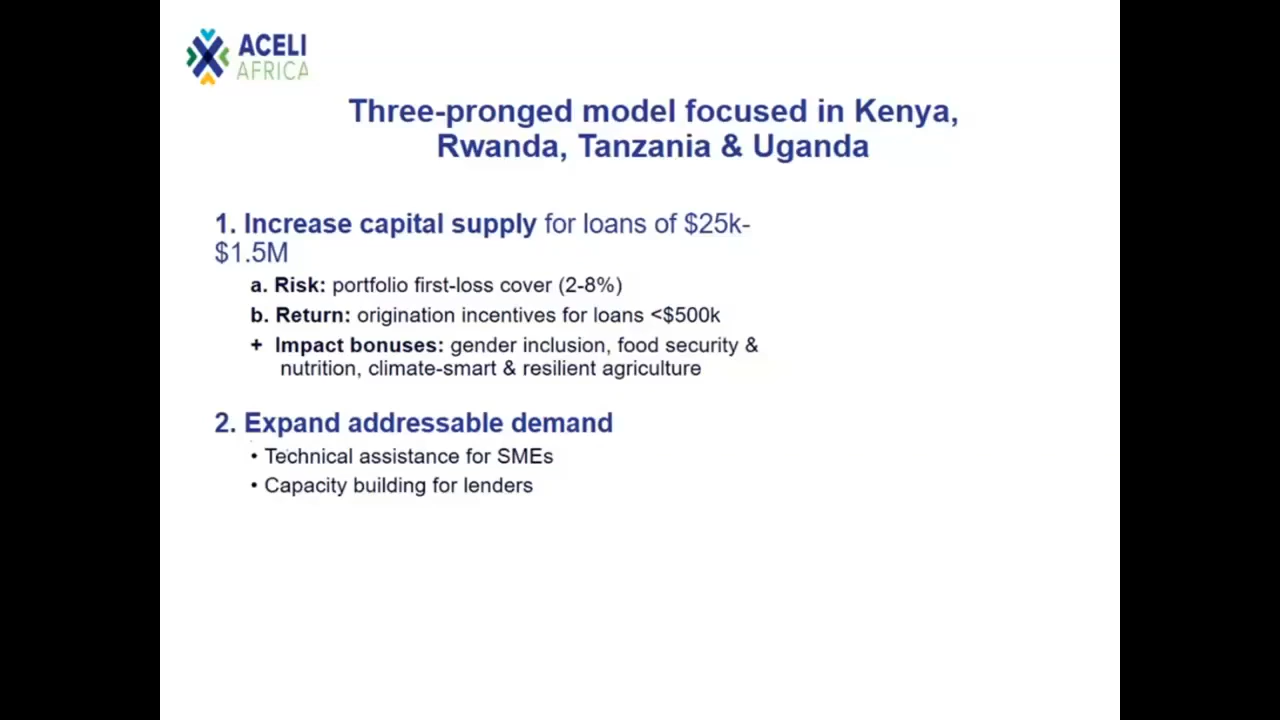 ACELI
AFRICA
Three-pronged model focused in Kenya,
Rwanda, Tanzania & Uganda
1. Increase capital supply for loans of $25k-
$1.5M
a. Risk: portfolio first-loss cover (2-8%)
b. Return: origination incentives for loans <$500k
+ Impact bonuses: gender inclusion, food security &
nutrition, climate-smart & resilient agriculture
2. Expand addressable demand
• Technical assistance for SMEs
• Capacity building for lenders